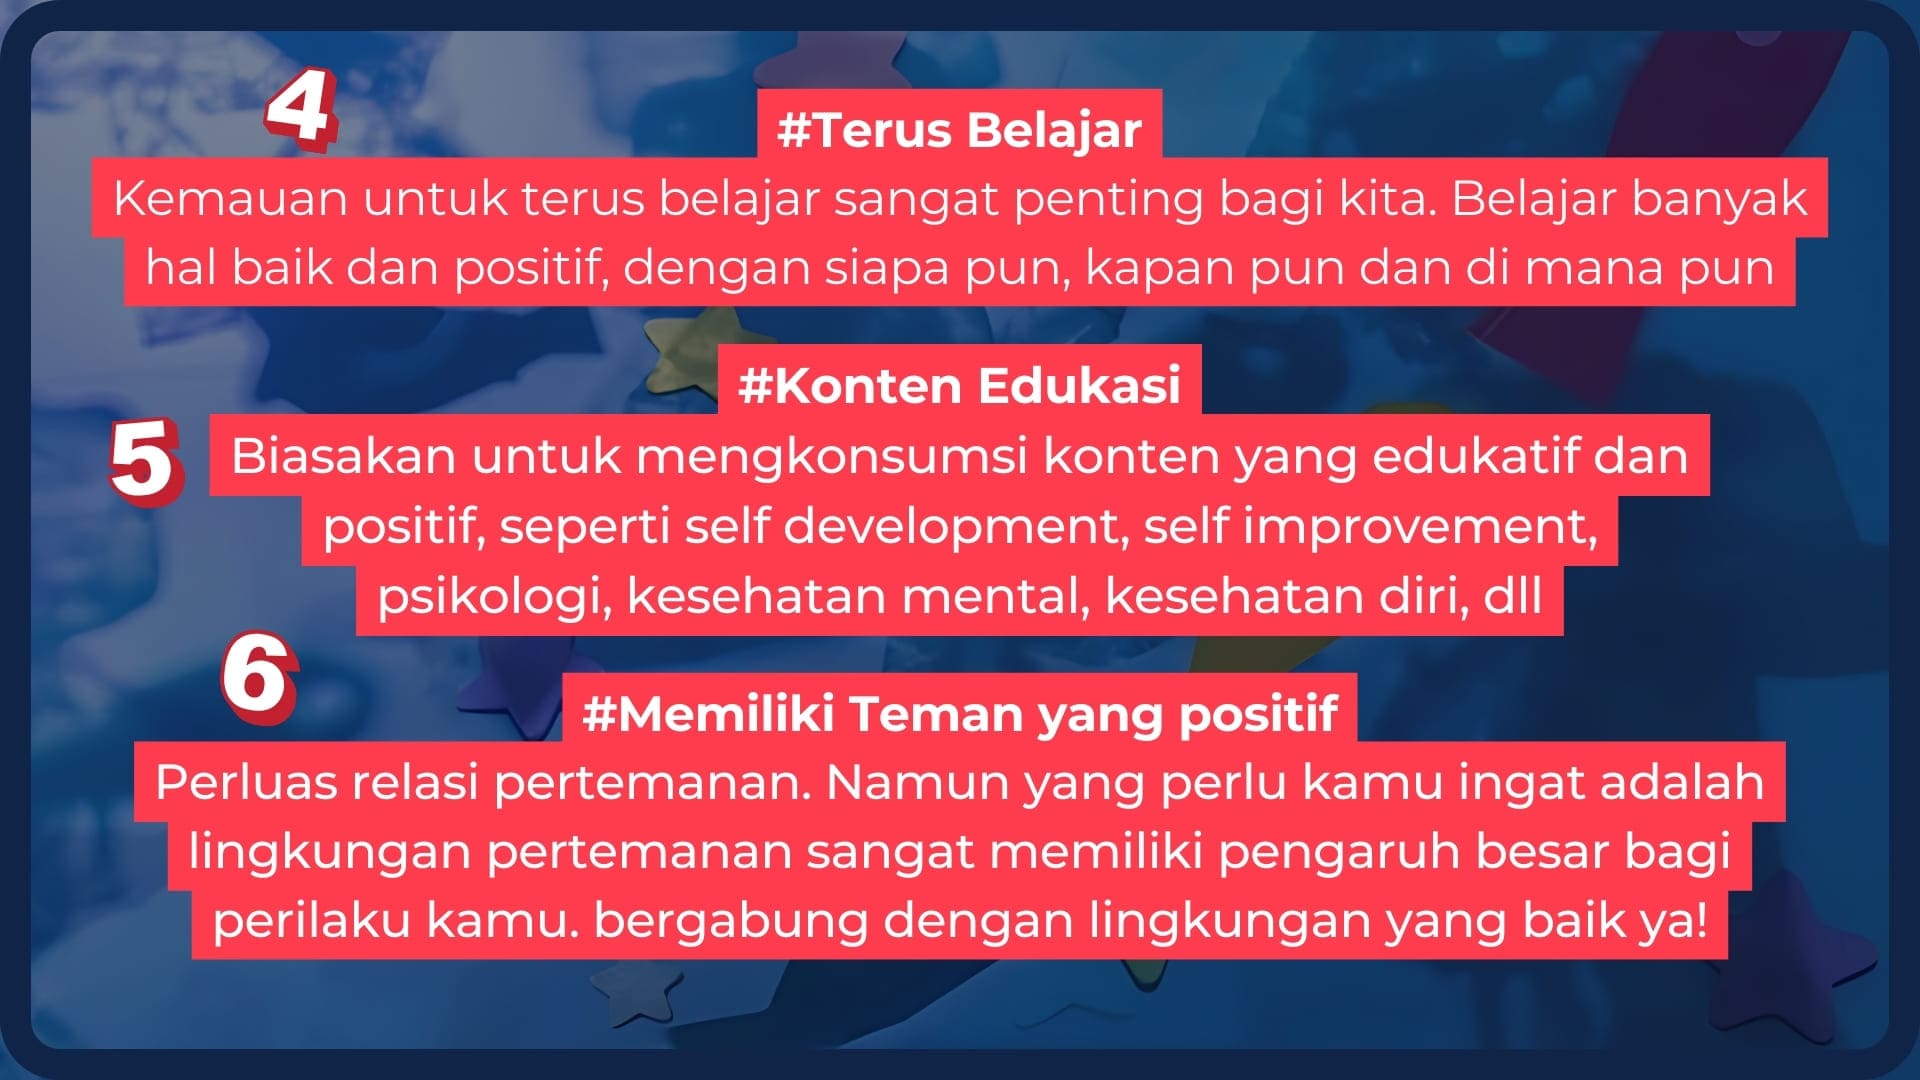 4
#Terus Belajar
Kemauan untuk terus belajar sangat penting bagi kita. Belajar banyak
hal baik dan positif, dengan siapa pun, kapan pun dan di mana pun
#Konten Edukasi
5
Biasakan untuk mengkonsumsi konten yang edukatif dan
positif, seperti self development, self improvement,
psikologi, kesehatan mental, kesehatan diri, dll
6
#Memiliki Teman yang positif
Perluas relasi pertemanan. Namun yang perlu kamu ingat adalah
lingkungan pertemanan sangat memiliki pengaruh besar bagi
perilaku kamu. bergabung dengan lingkungan yang baik ya!